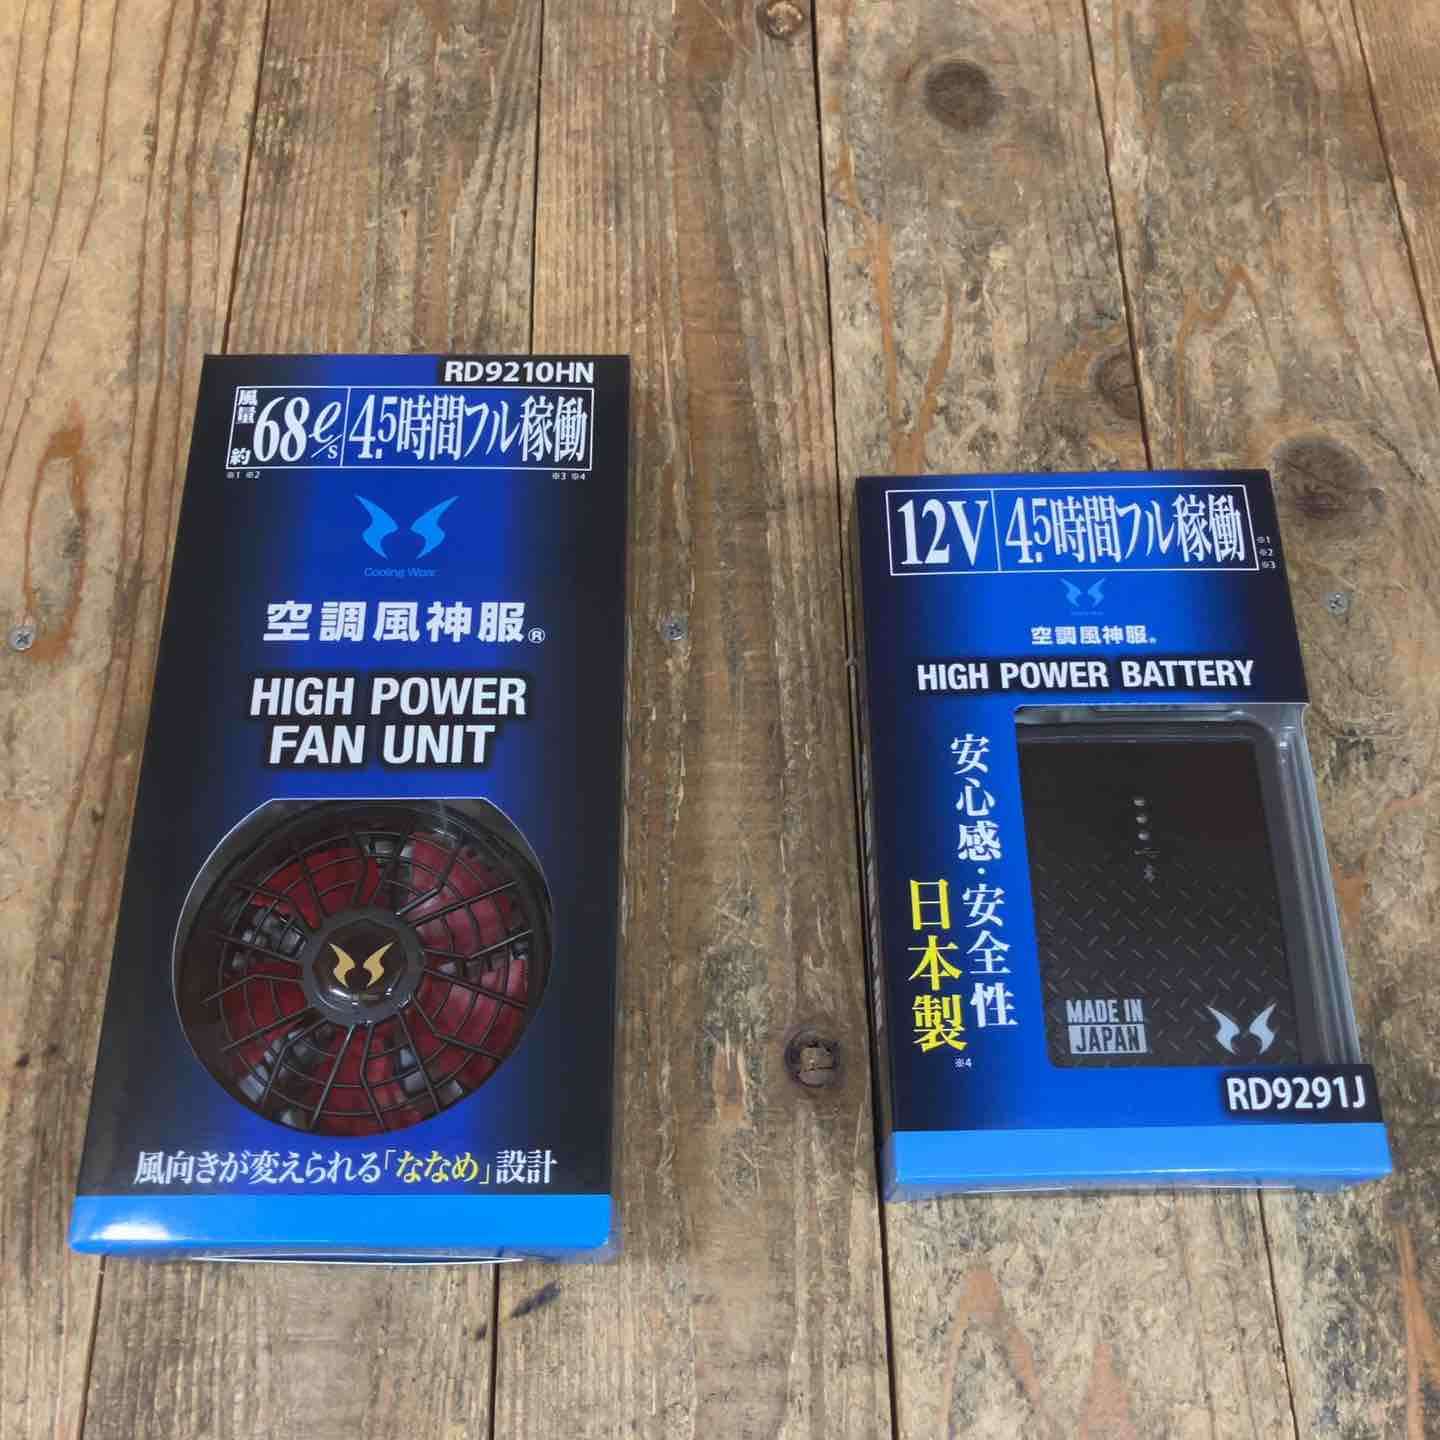 RD9210HN
風量 約68ℓ/s 4.5時間フル稼働
※1 ※2 ※3 ※4
Cooling Wear
空調風神服®
HIGH POWER
FAN UNIT
風向きが変えられる「ななめ」設計
12V 4.5時間フル稼働
※1
※2
※3
空調風神服®
HIGH POWER BATTERY
安心感・安全性
日本製
※4
MADE IN
JAPAN
RD9291J